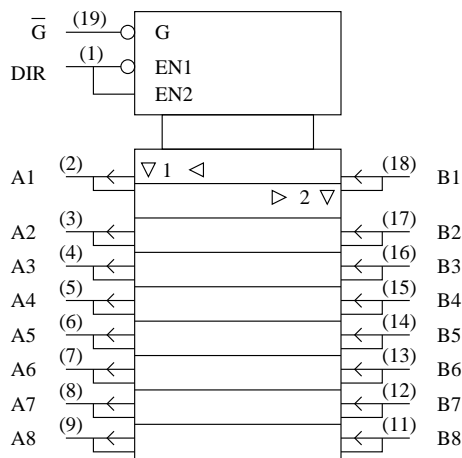 G (19) G
DIR (1) EN1
EN2
A1 (2) ▽ 1 ◁ (18) B1
▷ 2 ▽
A2 (3) (17) B2
A3 (4) (16) B3
A4 (5) (15) B4
A5 (6) (14) B5
A6 (7) (13) B6
A7 (8) (12) B7
A8 (9) (11) B8